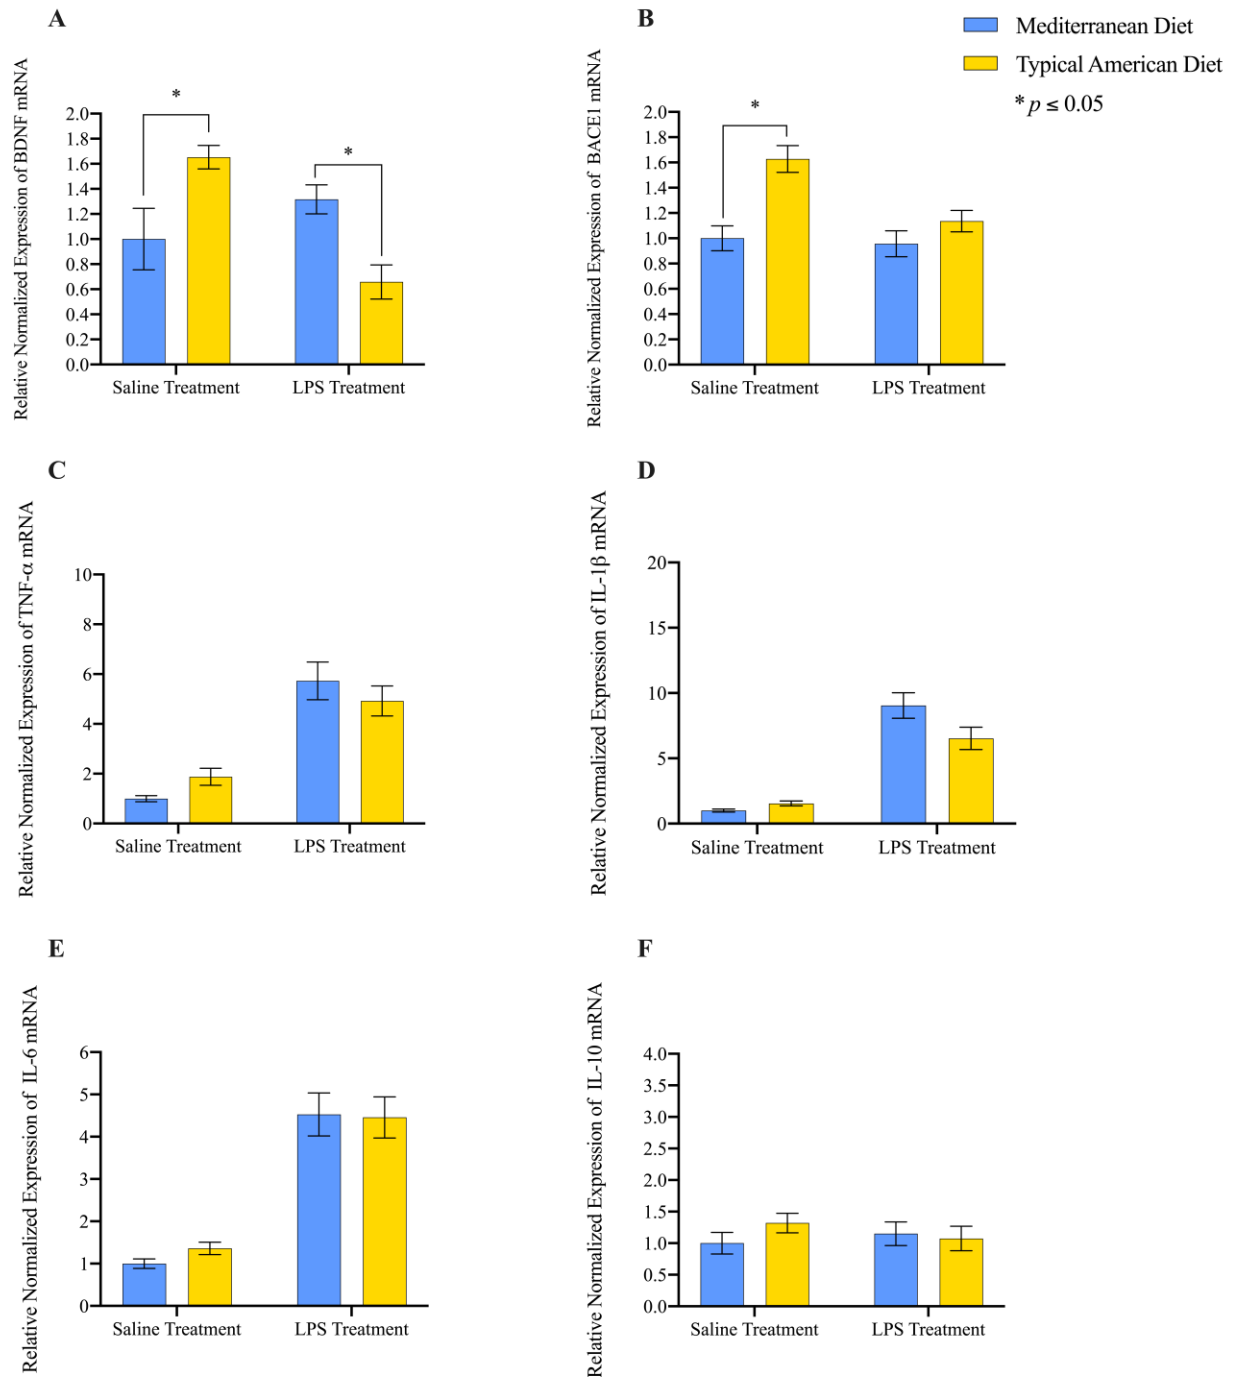 A
Relative Normalized Expression of BDNF mRNA
2.0
1.8
1.6
1.4
1.2
1.0
0.8
0.6
0.4
0.2
0.0
*
*
Saline Treatment
LPS Treatment
B
Relative Normalized Expression of BACE1 mRNA
2.0
1.8
1.6
1.4
1.2
1.0
0.8
0.6
0.4
0.2
0.0
*
Saline Treatment
LPS Treatment
Mediterranean Diet
Typical American Diet
* p ≤ 0.05
C
Relative Normalized Expression of TNF-α mRNA
10
8
6
4
2
0
Saline Treatment
LPS Treatment
D
Relative Normalized Expression of IL-1β mRNA
20
15
10
5
0
Saline Treatment
LPS Treatment
E
Relative Normalized Expression of IL-6 mRNA
6
5
4
3
2
1
0
Saline Treatment
LPS Treatment
F
Relative Normalized Expression of IL-10 mRNA
4.0
3.5
3.0
2.5
2.0
1.5
1.0
0.5
0.0
Saline Treatment
LPS Treatment